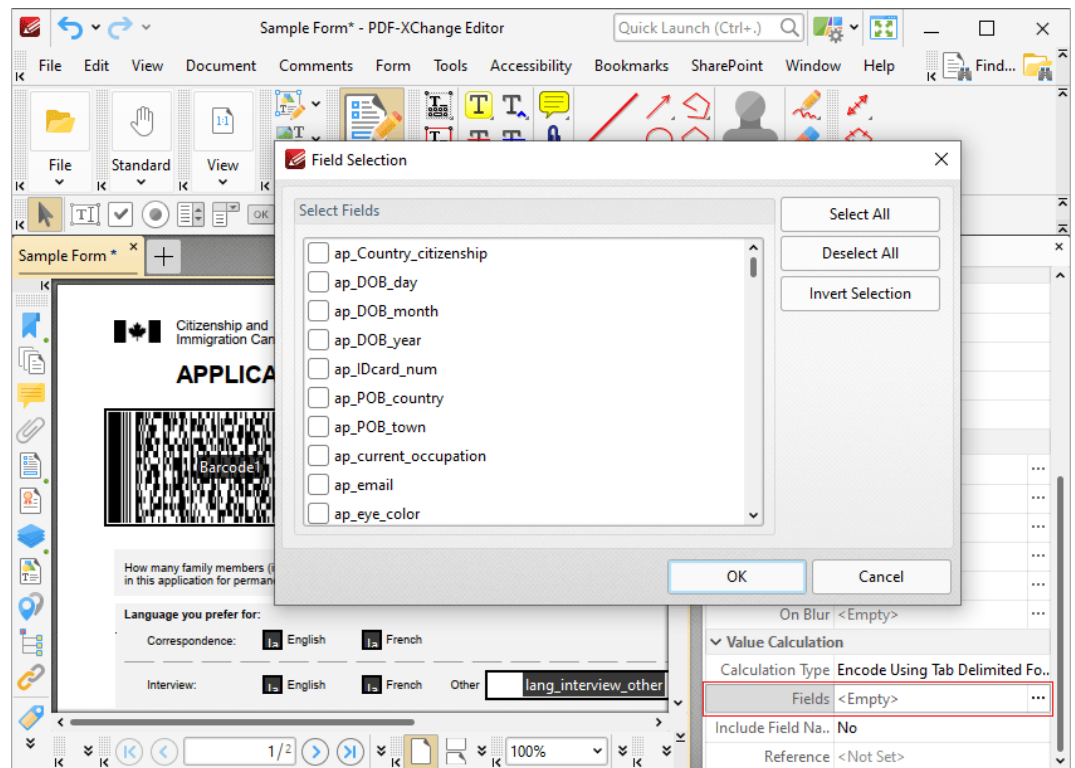 Sample Form* - PDF-XChange Editor
Quick Launch (Ctrl+.)
File Edit View Document Comments Form Tools Accessibility Bookmarks SharePoint Window Help
Find...
File
Standard
1:1
View
OK
Sample Form *
Field Selection
Select Fields
ap_Country_citizenship
ap_DOB_day
ap_DOB_month
ap_DOB_year
ap_IDcard_num
ap_POB_country
ap_POB_town
ap_current_occupation
ap_email
ap_eye_color
Select All
Deselect All
Invert Selection
OK
Cancel
Citizenship and
Immigration Can
APPLICA
Barcode1
How many family members (i
in this application for perman
Language you prefer for:
Correspondence: English French
Interview: English French Other lang_interview_other
On Blur <Empty>
Value Calculation
Calculation Type Encode Using Tab Delimited Fo..
Fields <Empty> ...
Include Field Na.. No
Reference <Not Set>
1/2
100%